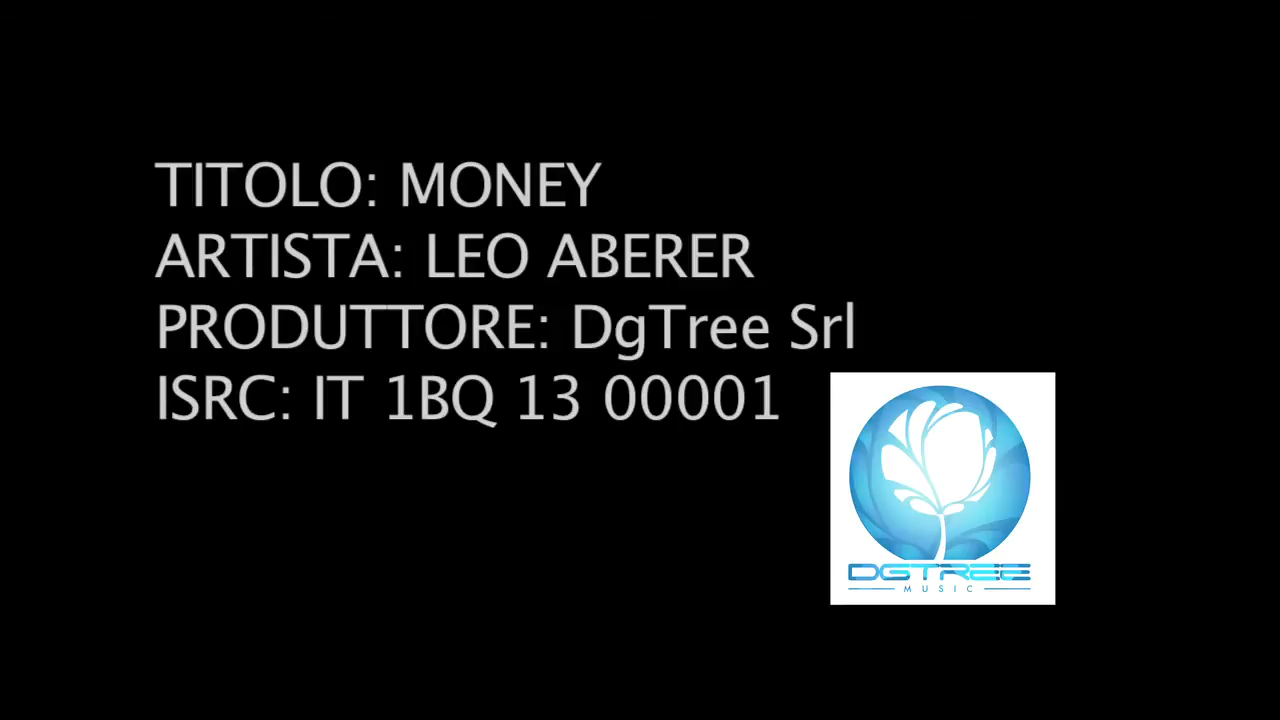 TITOLO: MONEY
ARTISTA: LEO ABERER
PRODUTTORE: DgTree Srl
ISRC: IT 1BQ 13 00001
DGTREE
MUSIC